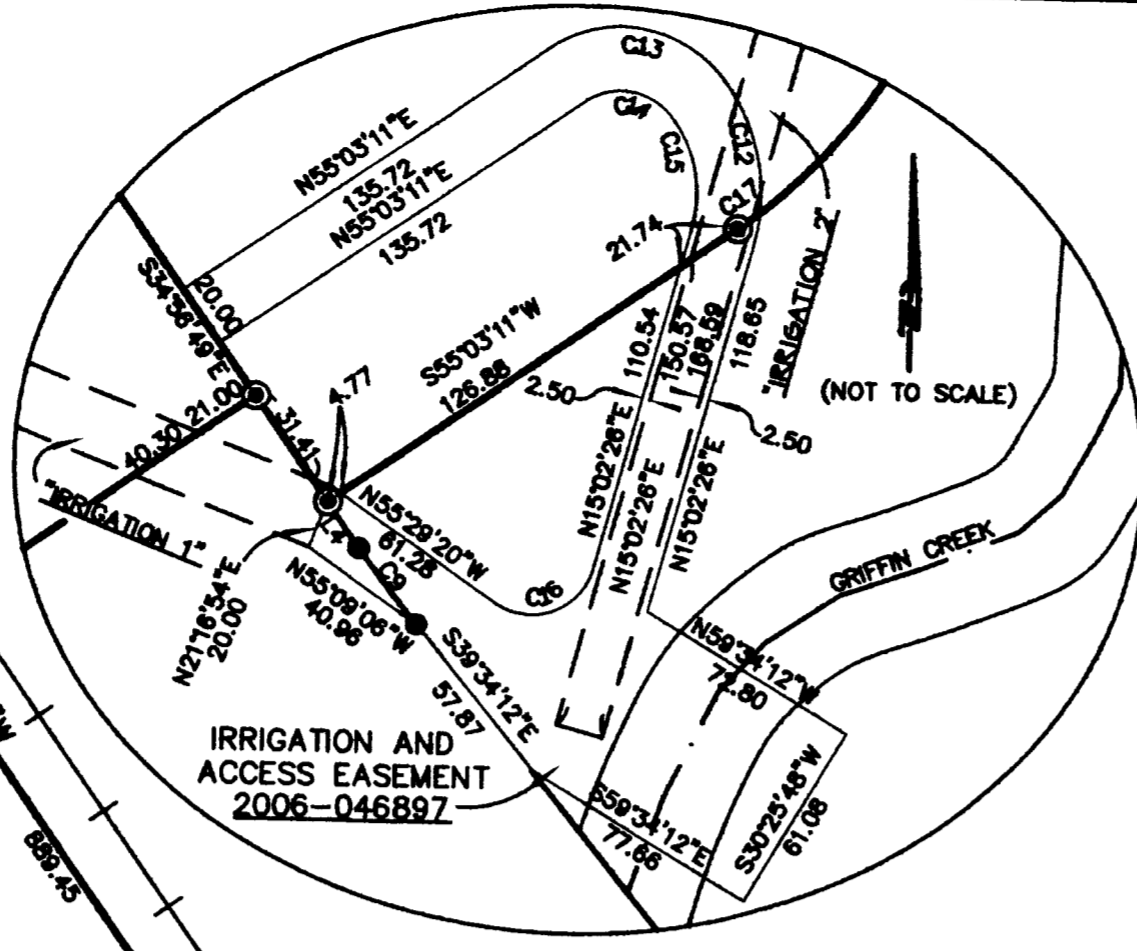 C13
N55°03'11"E
135.72
C14
N55°03'11"E
135.72
C15
C12
C17
21.74
S34°56'49"E
20.00
S55°03'11"W
126.88
110.54
150.57
168.59
118.65
"IRRIGATION 2"
(NOT TO SCALE)
2.50
2.50
4.77
31.41
21.00
40.30
"IRRIGATION 1"
N15°02'26"E
N15°02'26"E
N15°02'26"E
N55°29'20"W
61.28
C16
C9
N21°16'54"E
20.00
N55°09'06"W
40.96
S39°34'12"E
57.87
GRIFFIN CREEK
N59°34'12"W
72.80
S59°34'12"E
77.66
S30°25'48"W
61.08
IRRIGATION AND
ACCESS EASEMENT
2006-046897
889.45